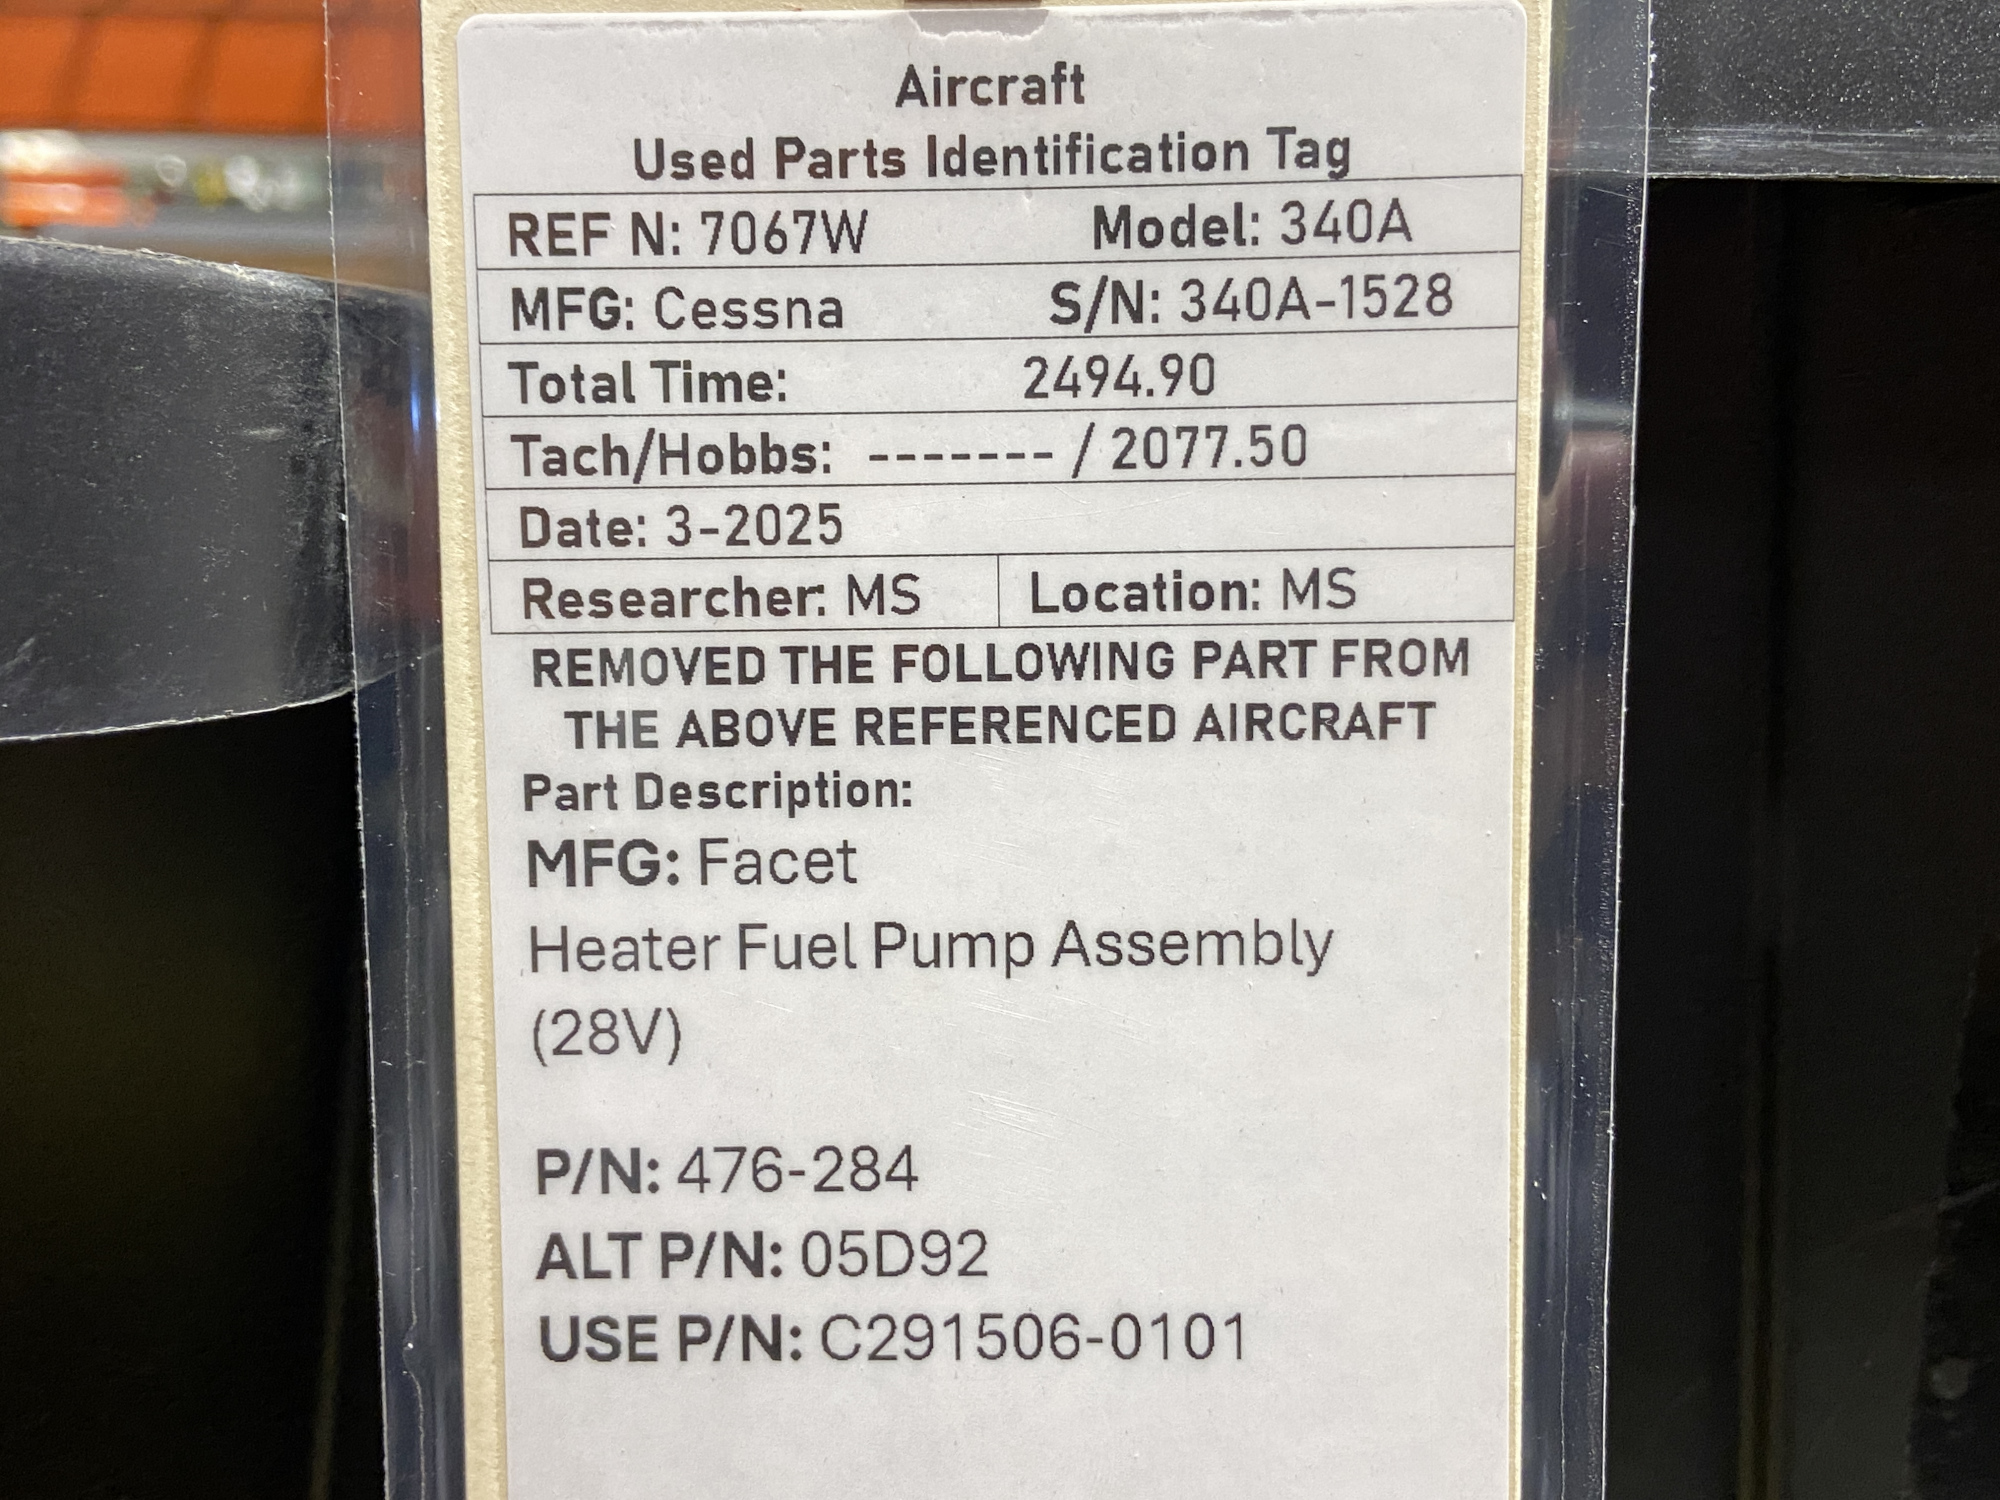 Aircraft
Used Parts Identification Tag
REF N: 7067W Model: 340A
MFG: Cessna S/N: 340A-1528
Total Time: 2494.90
Tach/Hobbs: ------- / 2077.50
Date: 3-2025
Researcher: MS Location: MS
REMOVED THE FOLLOWING PART FROM
THE ABOVE REFERENCED AIRCRAFT
Part Description:
MFG: Facet
Heater Fuel Pump Assembly
(28V)
P/N: 476-284
ALT P/N: 05D92
USE P/N: C291506-0101